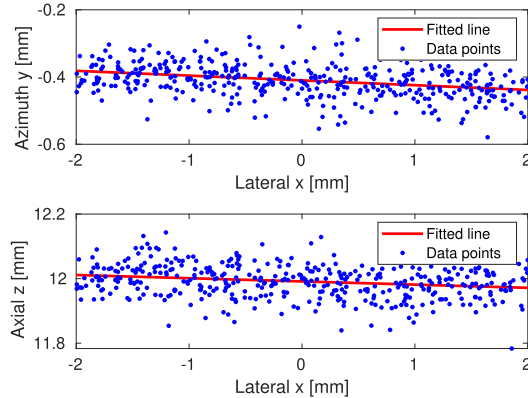 -0.2
Fitted line
Data points
-0.4
-0.6
Azimuth y [mm]
-2
-1
0
1
2
Lateral x [mm]
12.2
Fitted line
Data points
12
11.8
Axial z [mm]
-2
-1
0
1
2
Lateral x [mm]